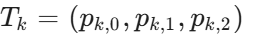 T_k = (p_{k,0}, p_{k,1}, p_{k,2})